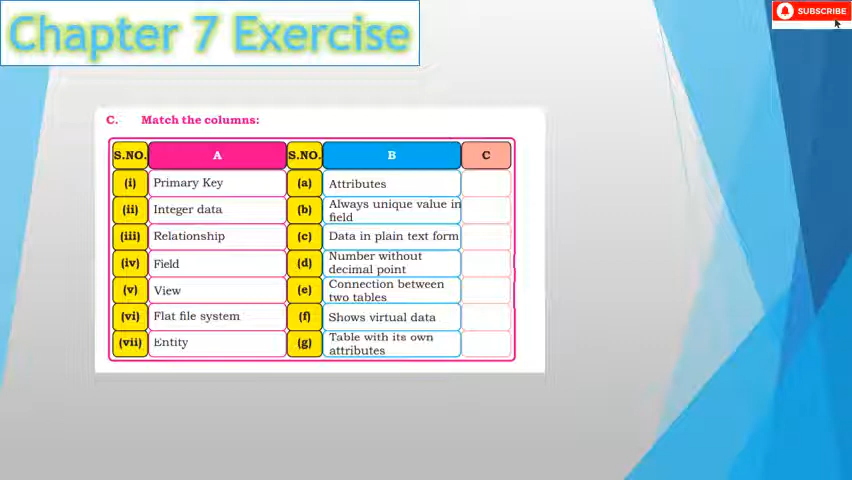 Chapter 7 Exercise
SUBSCRIBE
C. Match the columns:
S.NO. A S.NO. B C
(i) Primary Key (a) Attributes
(ii) Integer data (b) Always unique value in
field
(iii) Relationship (c) Data in plain text form
(iv) Field (d) Number without
decimal point
(v) View (e) Connection between
two tables
(vi) Flat file system (f) Shows virtual data
(vii) Entity (g) Table with its own
attributes